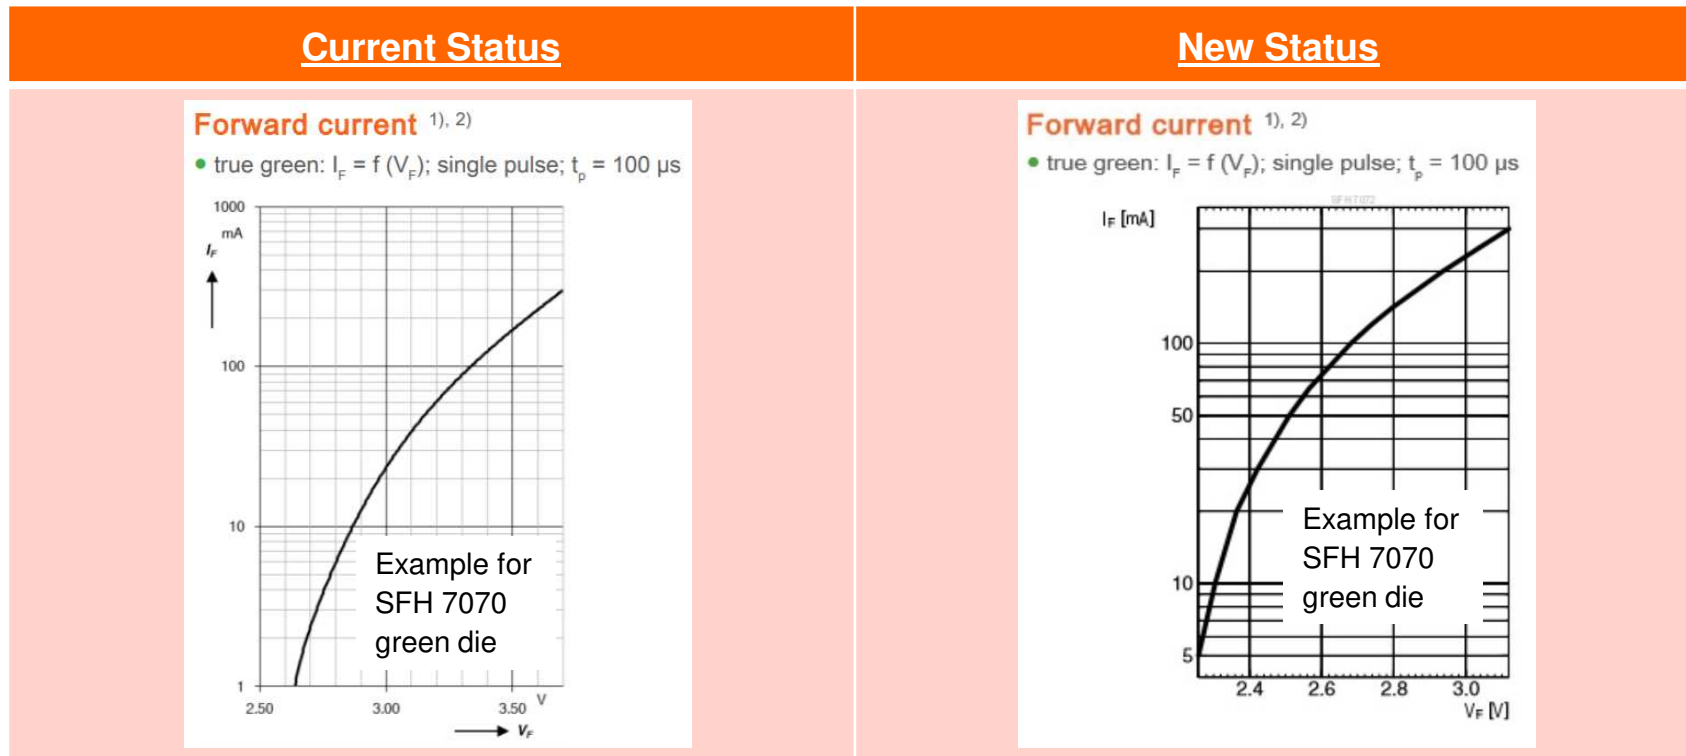 Current Status
New Status
Forward current 1), 2)
• true green: IF = f (VF); single pulse; tp = 100 µs
1000
mA
IF
100
10
1
2.50
3.00
3.50
V
VF
Example for
SFH 7070
green die
Forward current 1), 2)
• true green: IF = f (VF); single pulse; tp = 100 µs
SFH7072
IF [mA]
100
50
10
5
2.4
2.6
2.8
3.0
VF [V]
Example for
SFH 7070
green die